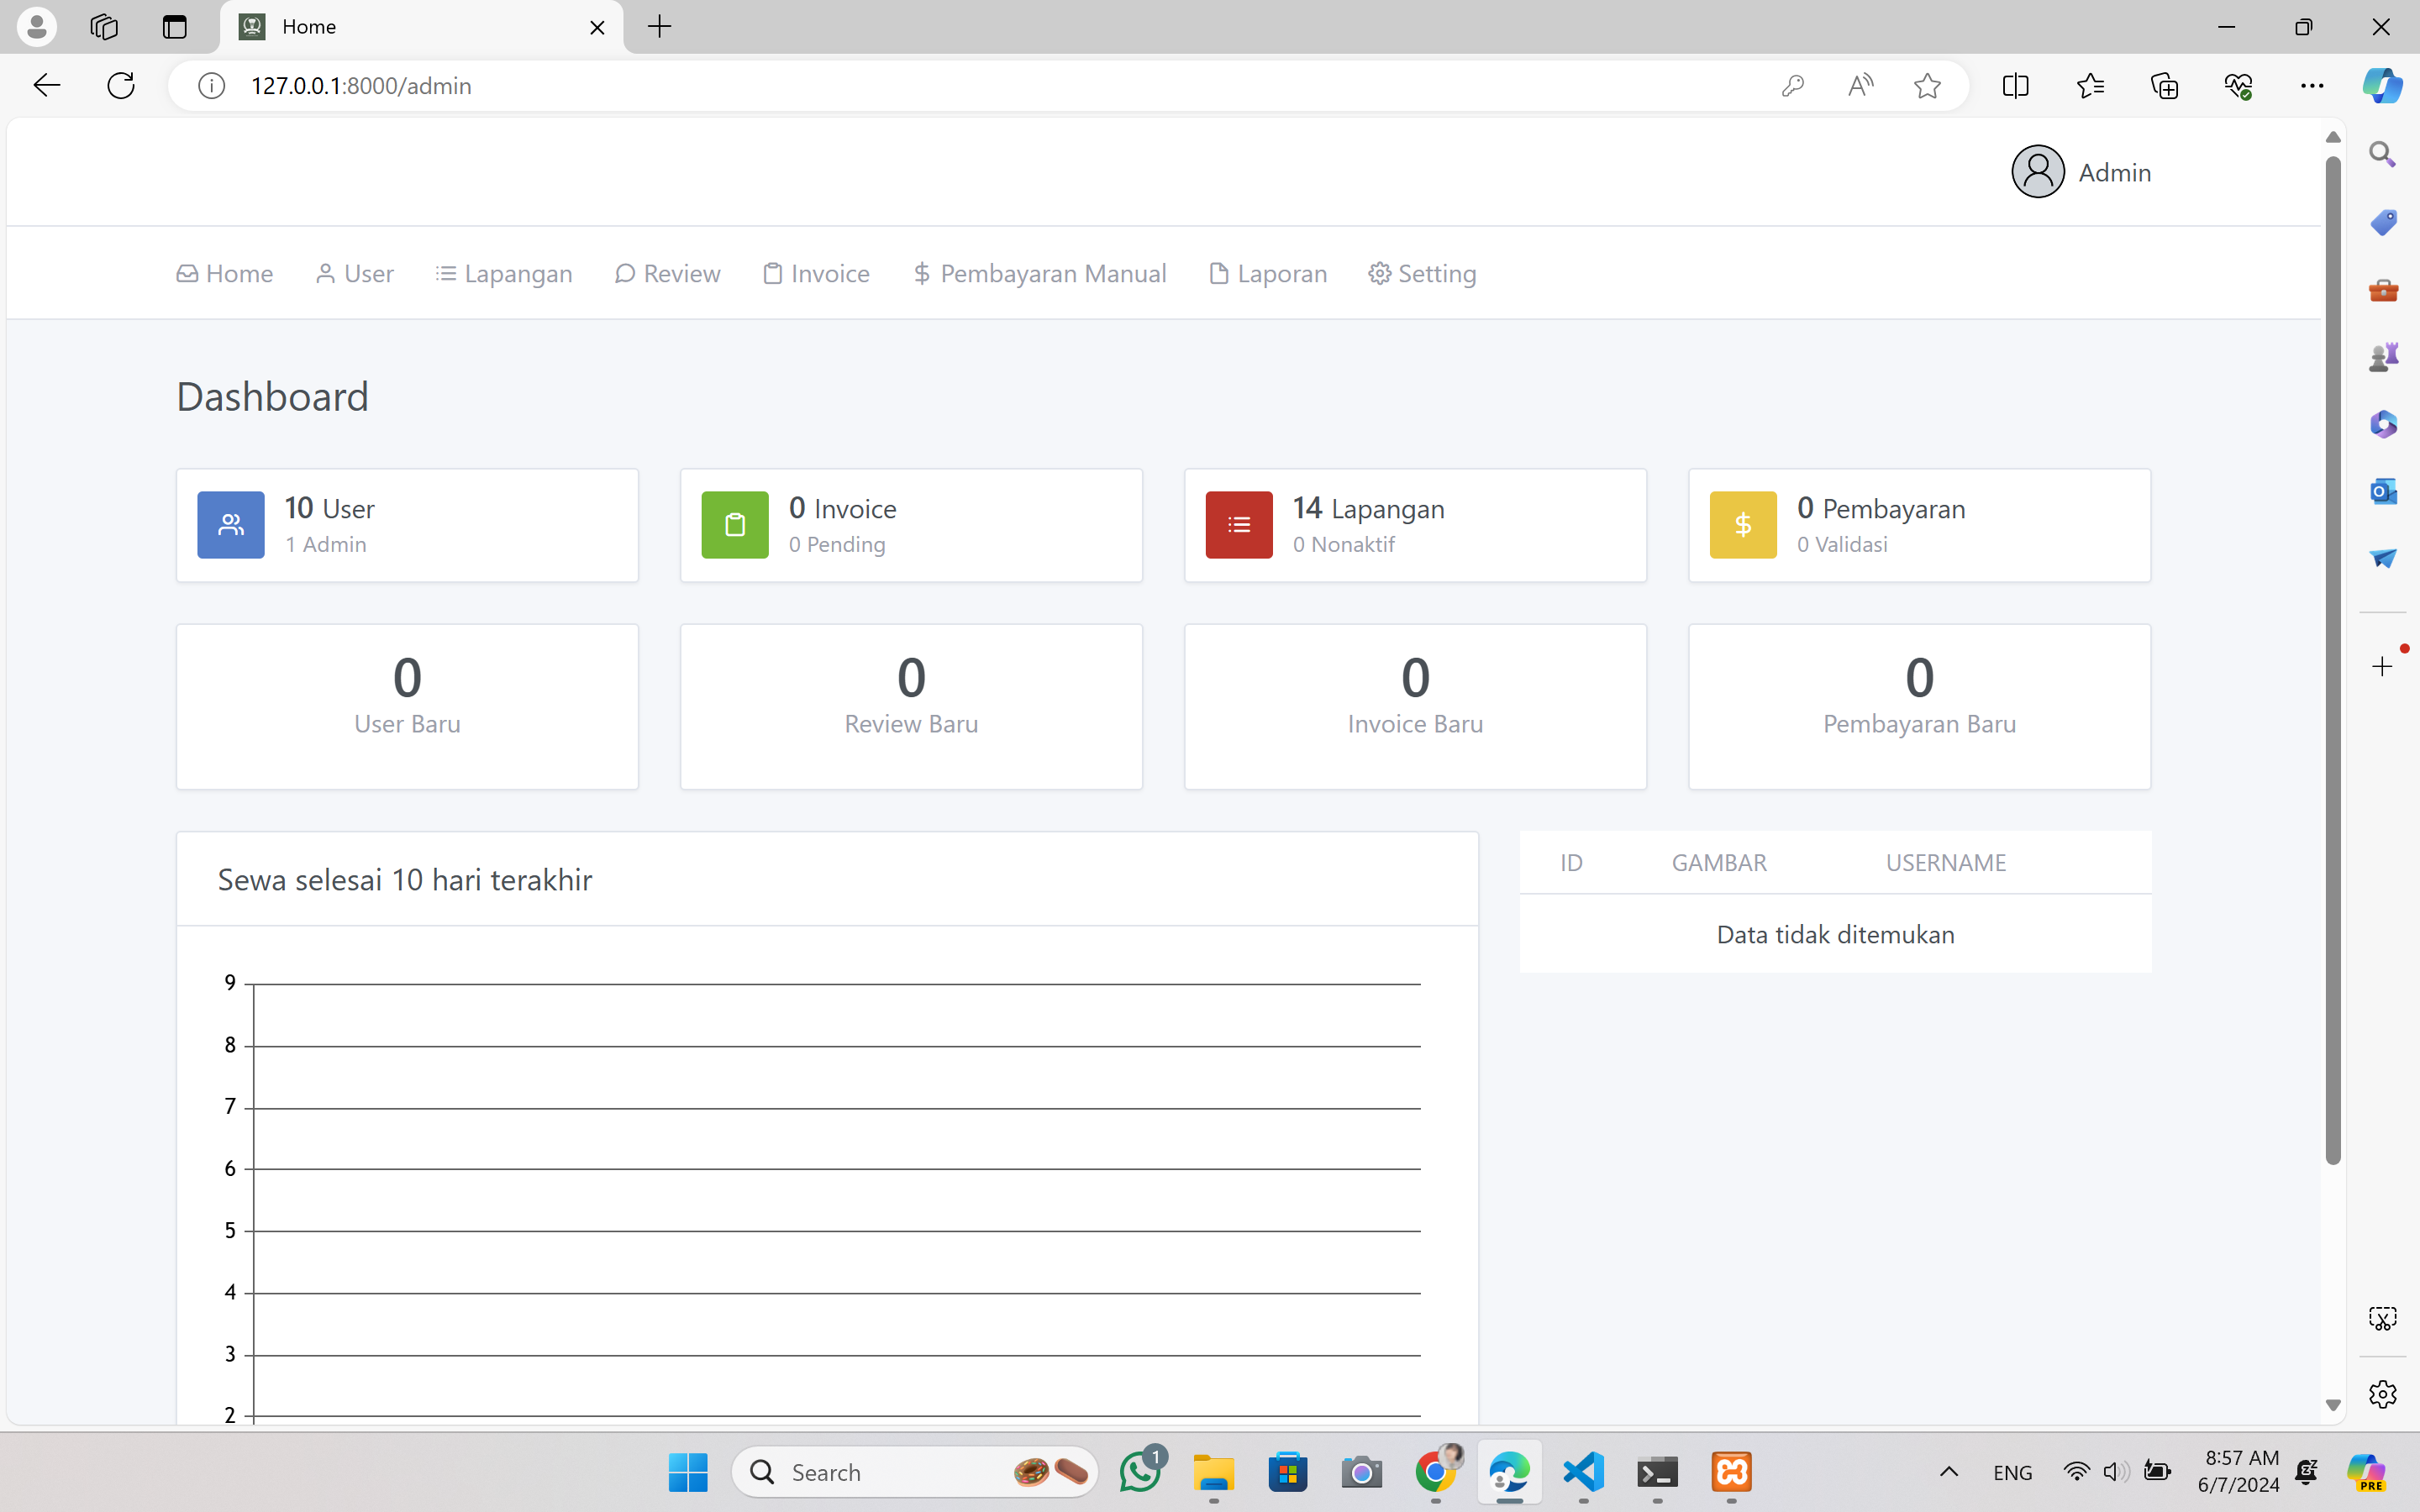 Home
127.0.0.1:8000/admin
Admin
Home User Lapangan Review Invoice Pembayaran Manual Laporan Setting
Dashboard
10 User
1 Admin
0 Invoice
0 Pending
14 Lapangan
0 Nonaktif
0 Pembayaran
0 Validasi
0
User Baru
0
Review Baru
0
Invoice Baru
0
Pembayaran Baru
Sewa selesai 10 hari terakhir
9
8
7
6
5
4
3
2
ID GAMBAR USERNAME
Data tidak ditemukan
Search
1
ENG
8:57 AM
6/7/2024
PRE